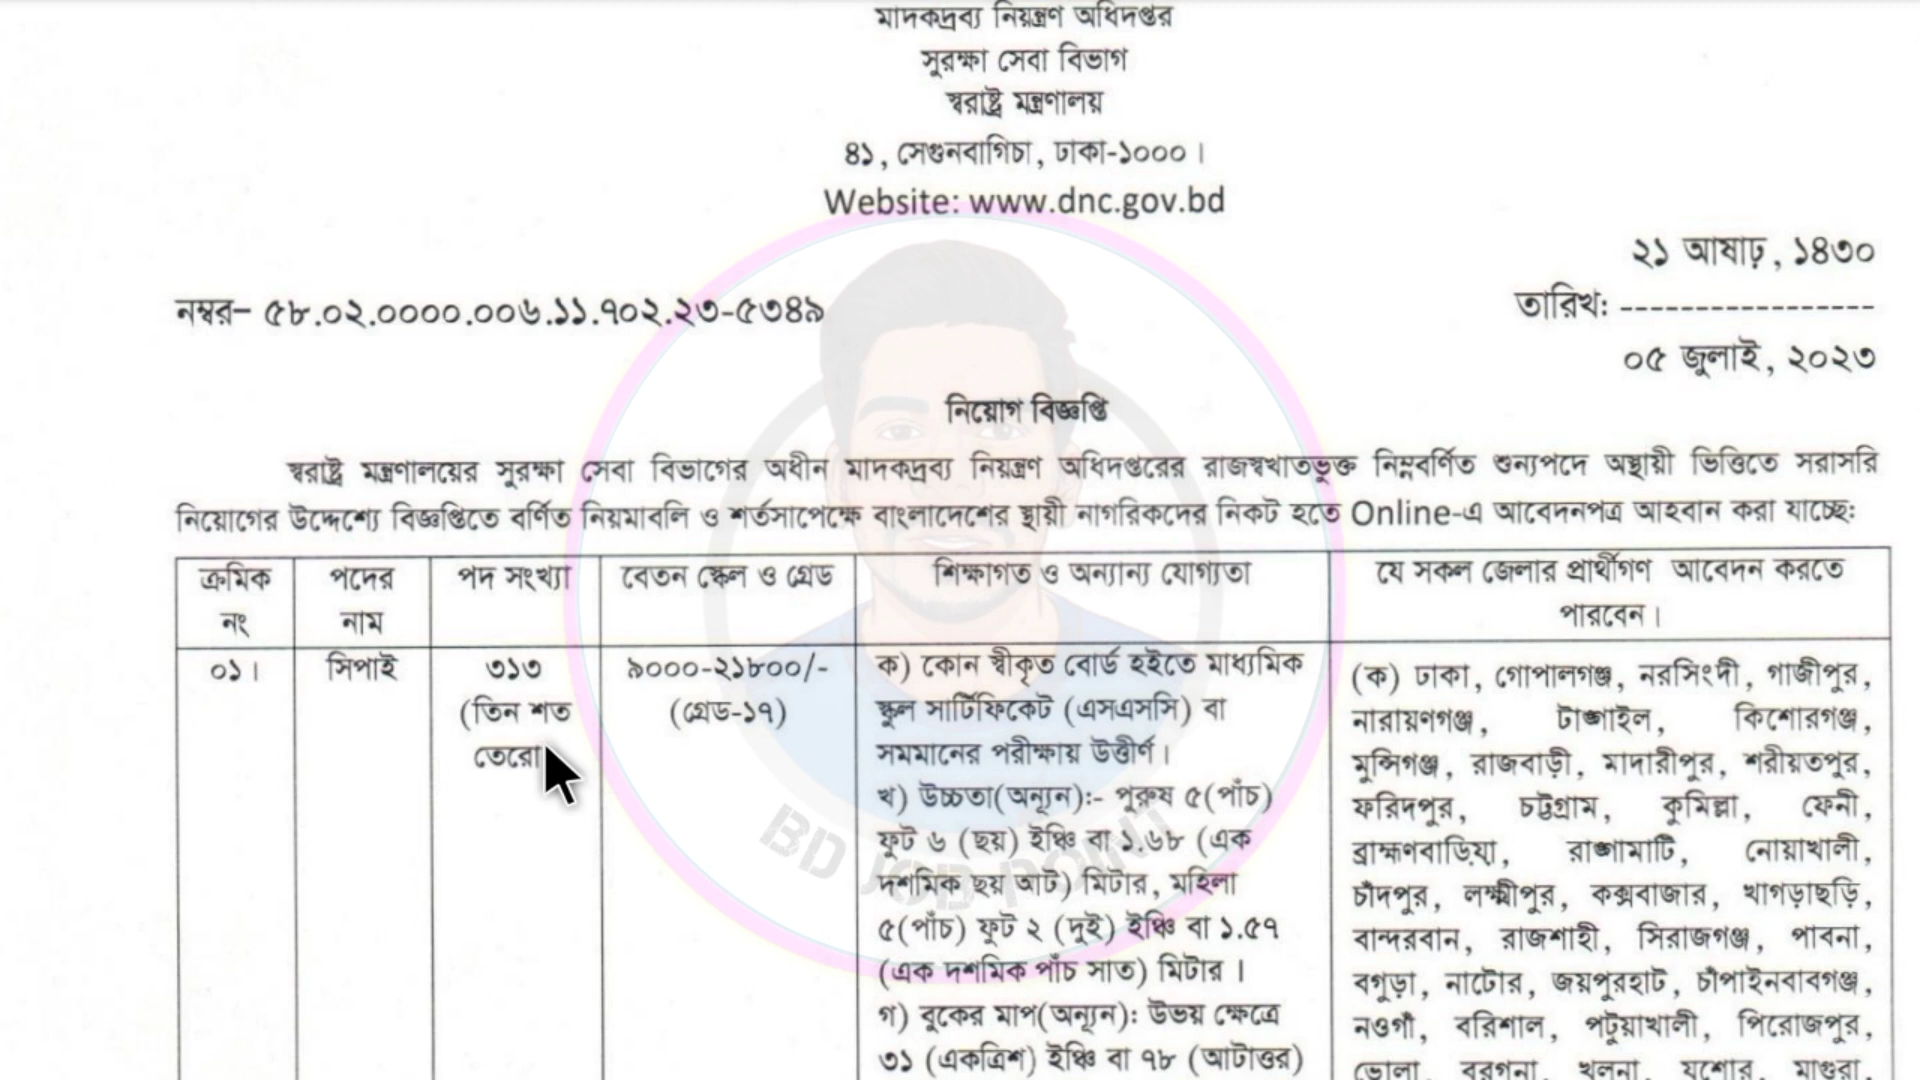 মাদকদ্রব্য নিয়ন্ত্রণ অধিদপ্তর
সুরক্ষা সেবা বিভাগ
স্বরাষ্ট্র মন্ত্রণালয়
৪১, সেগুনবাগিচা, ঢাকা-১০০০।
Website: www.dnc.gov.bd
২১ আষাঢ়, ১৪৩০
নম্বর– ৫৮.০২.০০০০.০০৬.১১.৭০২.২৩-৫৩৪৯
তারিখ: -----------------
০৫ জুলাই, ২০২৩
নিয়োগ বিজ্ঞপ্তি
স্বরাষ্ট্র মন্ত্রণালয়ের সুরক্ষা সেবা বিভাগের অধীন মাদকদ্রব্য নিয়ন্ত্রণ অধিদপ্তরের রাজস্বখাতভুক্ত নিম্নবর্ণিত শুন্যপদে অস্থায়ী ভিত্তিতে সরাসরি
নিয়োগের উদ্দেশ্যে বিজ্ঞপ্তিতে বর্ণিত নিয়মাবলি ও শর্তসাপেক্ষে বাংলাদেশের স্থায়ী নাগরিকদের নিকট হতে Online-এ আবেদনপত্র আহবান করা যাচ্ছে:
ক্রমিক নং
পদের নাম
পদ সংখ্যা
বেতন স্কেল ও গ্রেড
শিক্ষাগত ও অন্যান্য যোগ্যতা
যে সকল জেলার প্রার্থীগণ আবেদন করতে
পারবেন।
০১।
সিপাই
৩১৩
(তিন শত
তেরো
৯০০০-২১৮০০/-
(গ্রেড-১৭)
ক) কোন স্বীকৃত বোর্ড হইতে মাধ্যমিক
স্কুল সার্টিফিকেট (এসএসসি) বা
সমমানের পরীক্ষায় উত্তীর্ণ।
খ) উচ্চতা(অন্যূন):- পুরুষ ৫(পাঁচ)
ফুট ৬ (ছয়) ইঞ্চি বা ১.৬৮ (এক
দশমিক ছয় আট) মিটার, মহিলা
৫(পাঁচ) ফুট ২ (দুই) ইঞ্চি বা ১.৫৭
(এক দশমিক পাঁচ সাত) মিটার।
গ) বুকের মাপ(অন্যূন): উভয় ক্ষেত্রে
৩১ (একত্রিশ) ইঞ্চি বা ৭৮ (আটাত্তর)
(ক) ঢাকা, গোপালগঞ্জ, নরসিংদী, গাজীপুর,
নারায়ণগঞ্জ, টাঙ্গাইল, কিশোরগঞ্জ,
মুন্সিগঞ্জ, রাজবাড়ী, মাদারীপুর, শরীয়তপুর,
ফরিদপুর, চট্টগ্রাম, কুমিল্লা, ফেনী,
ব্রাহ্মণবাড়িয়া, রাঙ্গামাটি, নোয়াখালী,
চাঁদপুর, লক্ষ্মীপুর, কক্সবাজার, খাগড়াছড়ি,
বান্দরবান, রাজশাহী, সিরাজগঞ্জ, পাবনা,
বগুড়া, নাটোর, জয়পুরহাট, চাঁপাইনবাবগঞ্জ,
নওগাঁ, বরিশাল, পটুয়াখালী, পিরোজপুর,
ভোলা, বরগুনা, খুলনা, যশোর, মাগুরা,
BD JOB POINT